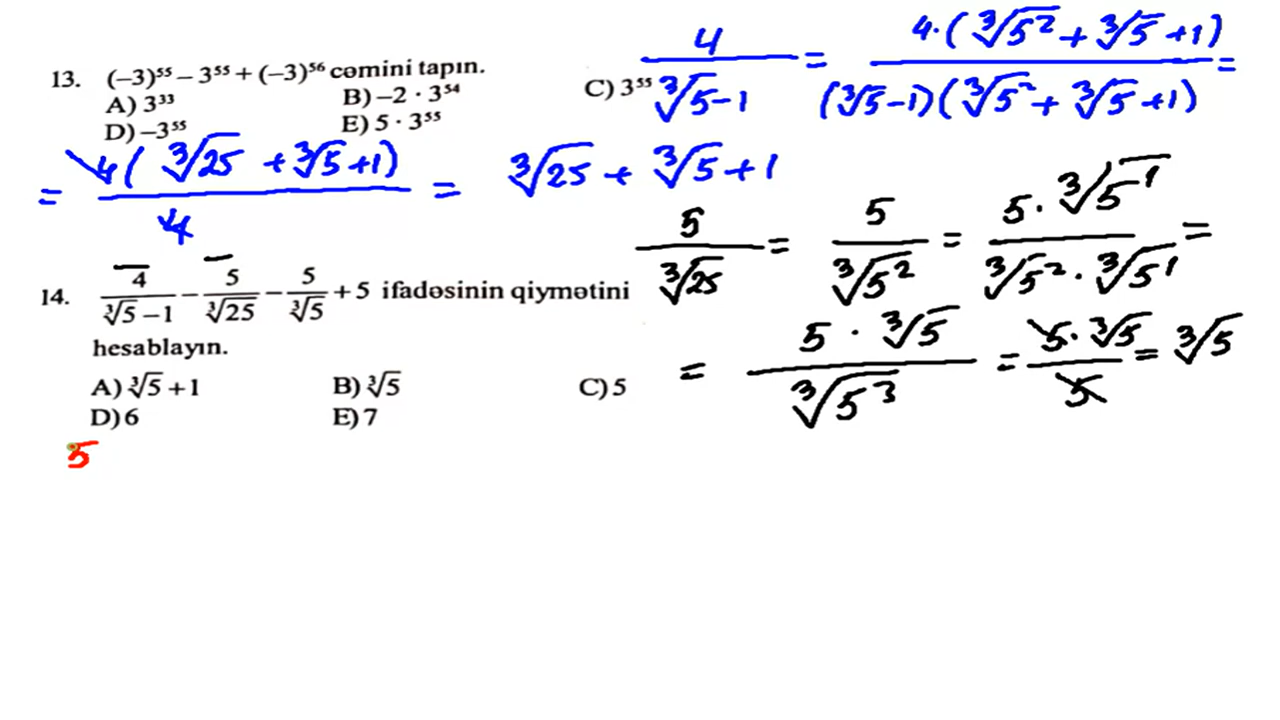 13. (−3)⁵⁵ − 3⁵⁵ + (−3)⁵⁶ cəmini tapın.
A) 3³³ B) −2 · 3⁵⁴ C) 3⁵⁵
D) −3⁵⁵ E) 5 · 3⁵⁵
4/(∛5−1) = 4·(∛5² + ∛5 + 1)/((∛5−1)(∛5² + ∛5 + 1)) =
= 4(∛25 + ∛5 + 1)/4 = ∛25 + ∛5 + 1
5/∛25 = 5/∛5² = 5·∛5¹/(∛5² · ∛5¹) =
= 5·∛5/∛5³ = 5·∛5/5 = ∛5
14. 4/(∛5 − 1) − 5/∛25 − 5/∛5 + 5 ifadəsinin qiymətini
hesablayın.
A) ∛5 + 1 B) ∛5 C) 5
D) 6 E) 7
5